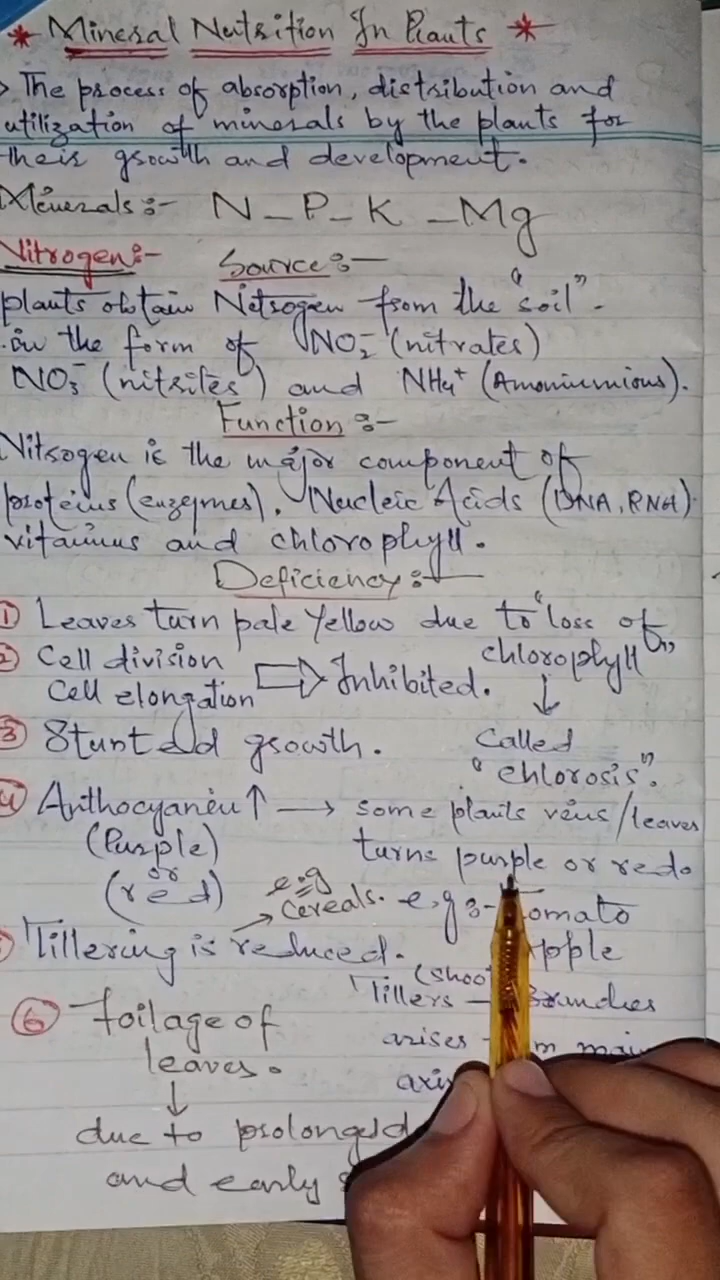 * Mineral Nutrition In Plants *
> The process of absorption, distribution and
utilization of minerals by the plants for
their growth and development.
Minerals :- N - P - K - Mg
Nitrogen:- Source:-
plants obtain Nitrogen from the "soil".
in the form of NO2⁻ (nitrates)
NO3⁻ (nitrites) and NH4⁺ (Amoniumions).
Function :-
Nitrogen is the major component of
proteins (enzymes). Nucleic Acids (DNA, RNA)
vitamins and chlorophyll.
Deficiency:-
① Leaves turn pale Yellow due to "loss of
chlorophyll"
② Cell division
Cell elongation ⇒ Inhibited.
↓
③ Stunted growth. Called
"chlorosis".
④ Anthocyanin ↑ → some plants veins/leaves
(Purple) turns purple or red.
or
(red) e.g
→ Cereals. e.g :- Tomato
Tillering is reduced.
(shoot
Tillers - Branches
⑥ foilage of
arises
leaves.
↓
due to prolonged
and early